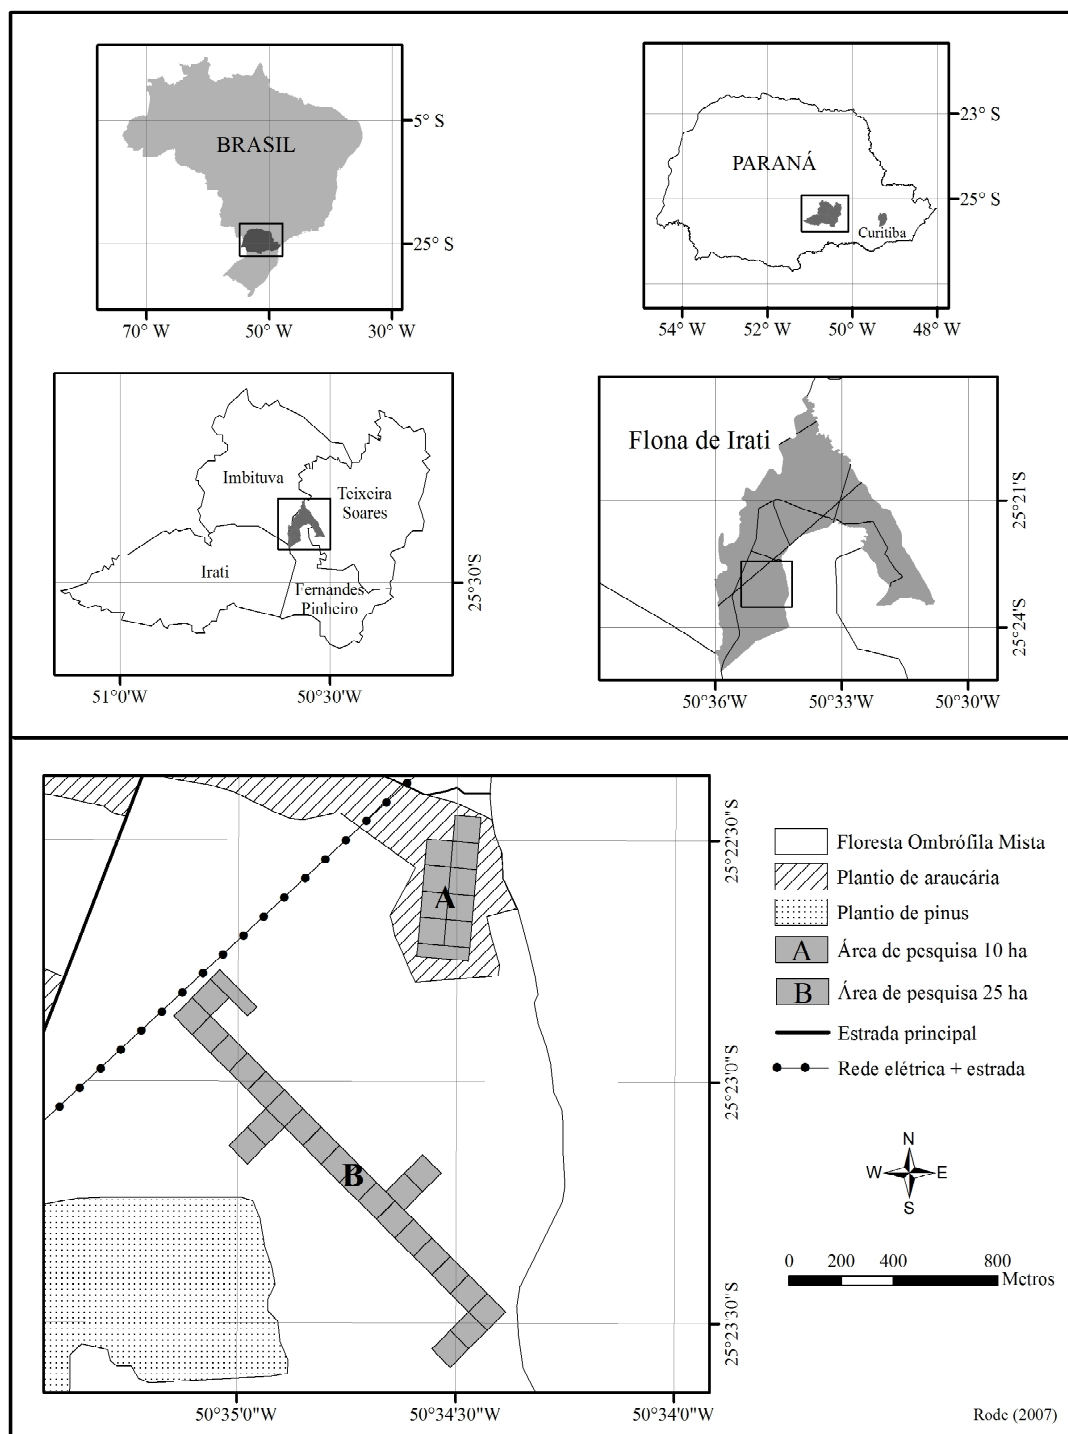 BRASIL
5° S
25° S
70° W
50° W
30° W
PARANÁ
Curitiba
23° S
25° S
54° W
52° W
50° W
48° W
Imbituva
Teixeira
Soares
Irati
Fernandes
Pinheiro
25°30'S
51°0'W
50°30'W
Flona de Irati
25°21'S
25°24'S
50°36'W
50°33'W
50°30'W
A
B
25°22'30"S
25°23'0"S
25°23'30"S
50°35'0"W
50°34'30"W
50°34'0"W
Floresta Ombrófila Mista
Plantio de araucária
Plantio de pinus
A Área de pesquisa 10 ha
B Área de pesquisa 25 ha
Estrada principal
Rede elétrica + estrada
N
W E
S
0 200 400 800
Metros
Rode (2007)